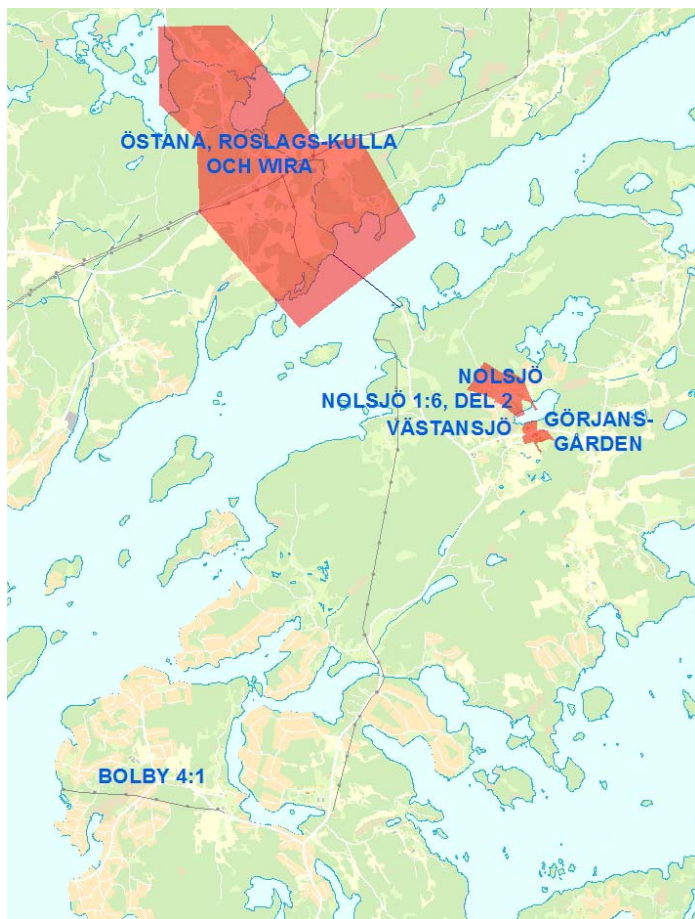 ÖSTANÅ, ROSLAGS-KULLA
OCH WIRA
NOLSJÖ
NOLSJÖ 1:6, DEL 2
VÄSTANSJÖ
GÖRJANS-
GÅRDEN
BOLBY 4:1